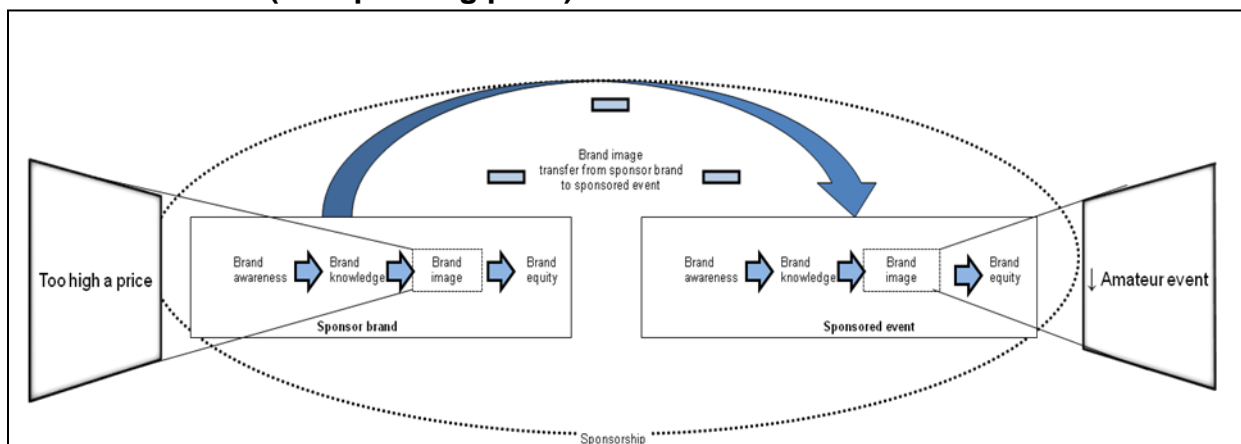 Brand image
transfer from sponsor brand
to sponsored event
Too high a price
Brand awareness
Brand knowledge
Brand image
Brand equity
Sponsor brand
Brand awareness
Brand knowledge
Brand image
Brand equity
Sponsored event
↓ Amateur event
Sponsorship